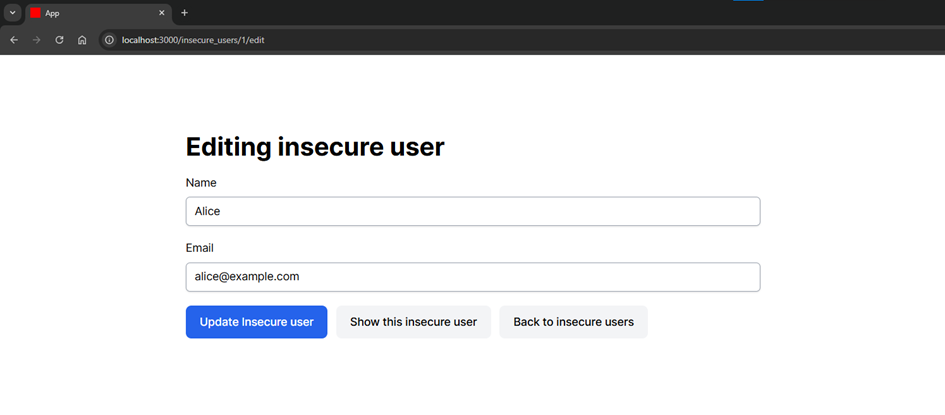 App
localhost:3000/insecure_users/1/edit
Editing insecure user
Name
Alice
Email
alice@example.com
Update Insecure user Show this insecure user Back to insecure users